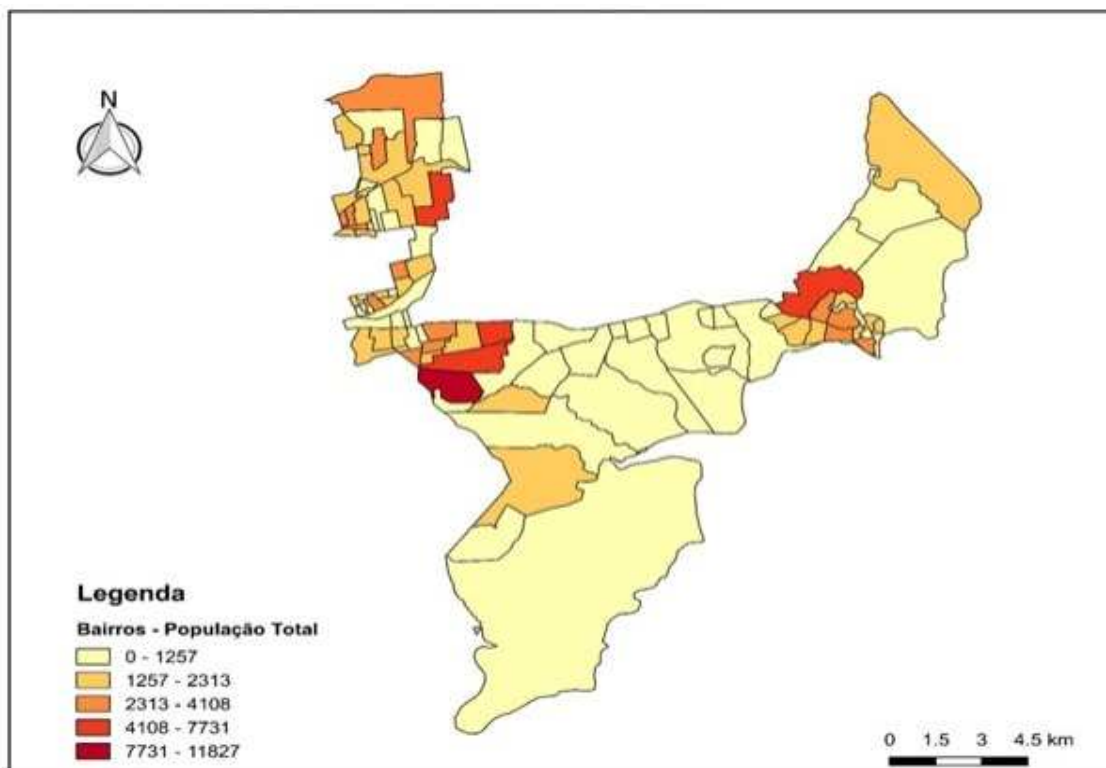 N
Legenda
Bairros - População Total
0 - 1257
1257 - 2313
2313 - 4108
4108 - 7731
7731 - 11827
0 1.5 3 4.5 km